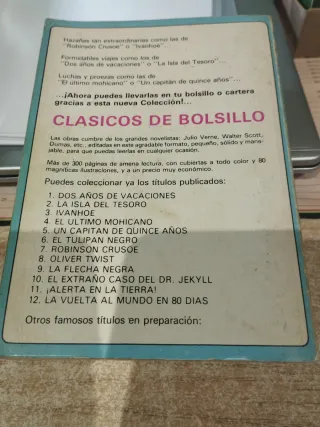 Hazañas tan extraordinarias como las de
"Robinson Crusoe" o "Ivanhoe".
Formidables viajes como los de
"Dos años de vacaciones" o "La Isla del Tesoro"...
Luchas y proezas como las de
"El último mohicano" o "Un capitán de quince años"...
...¡Ahora puedes llevarlas en tu bolsillo o cartera
gracias a esta nueva Colección!...
CLASICOS DE BOLSILLO
Las obras cumbre de los grandes novelistas: Julio Verne, Walter Scott,
Dumas, etc., editadas en este agradable formato, pequeño, sólido y mane-
jable, para que puedas leerlas en cualquier ocasión.
Más de 300 páginas de amena lectura, con cubiertas a todo color y 80
magníficas ilustraciones, y a un precio muy económico.
Puedes coleccionar ya los títulos publicados:
1. DOS AÑOS DE VACACIONES
2. LA ISLA DEL TESORO
3. IVANHOE
4. EL ULTIMO MOHICANO
5. UN CAPITAN DE QUINCE AÑOS
6. EL TULIPAN NEGRO
7. ROBINSON CRUSOE
8. OLIVER TWIST
9. LA FLECHA NEGRA
10. EL EXTRAÑO CASO DEL DR. JEKYLL
11. ¡ALERTA EN LA TIERRA!
12. LA VUELTA AL MUNDO EN 80 DIAS
Otros famosos títulos en preparación: